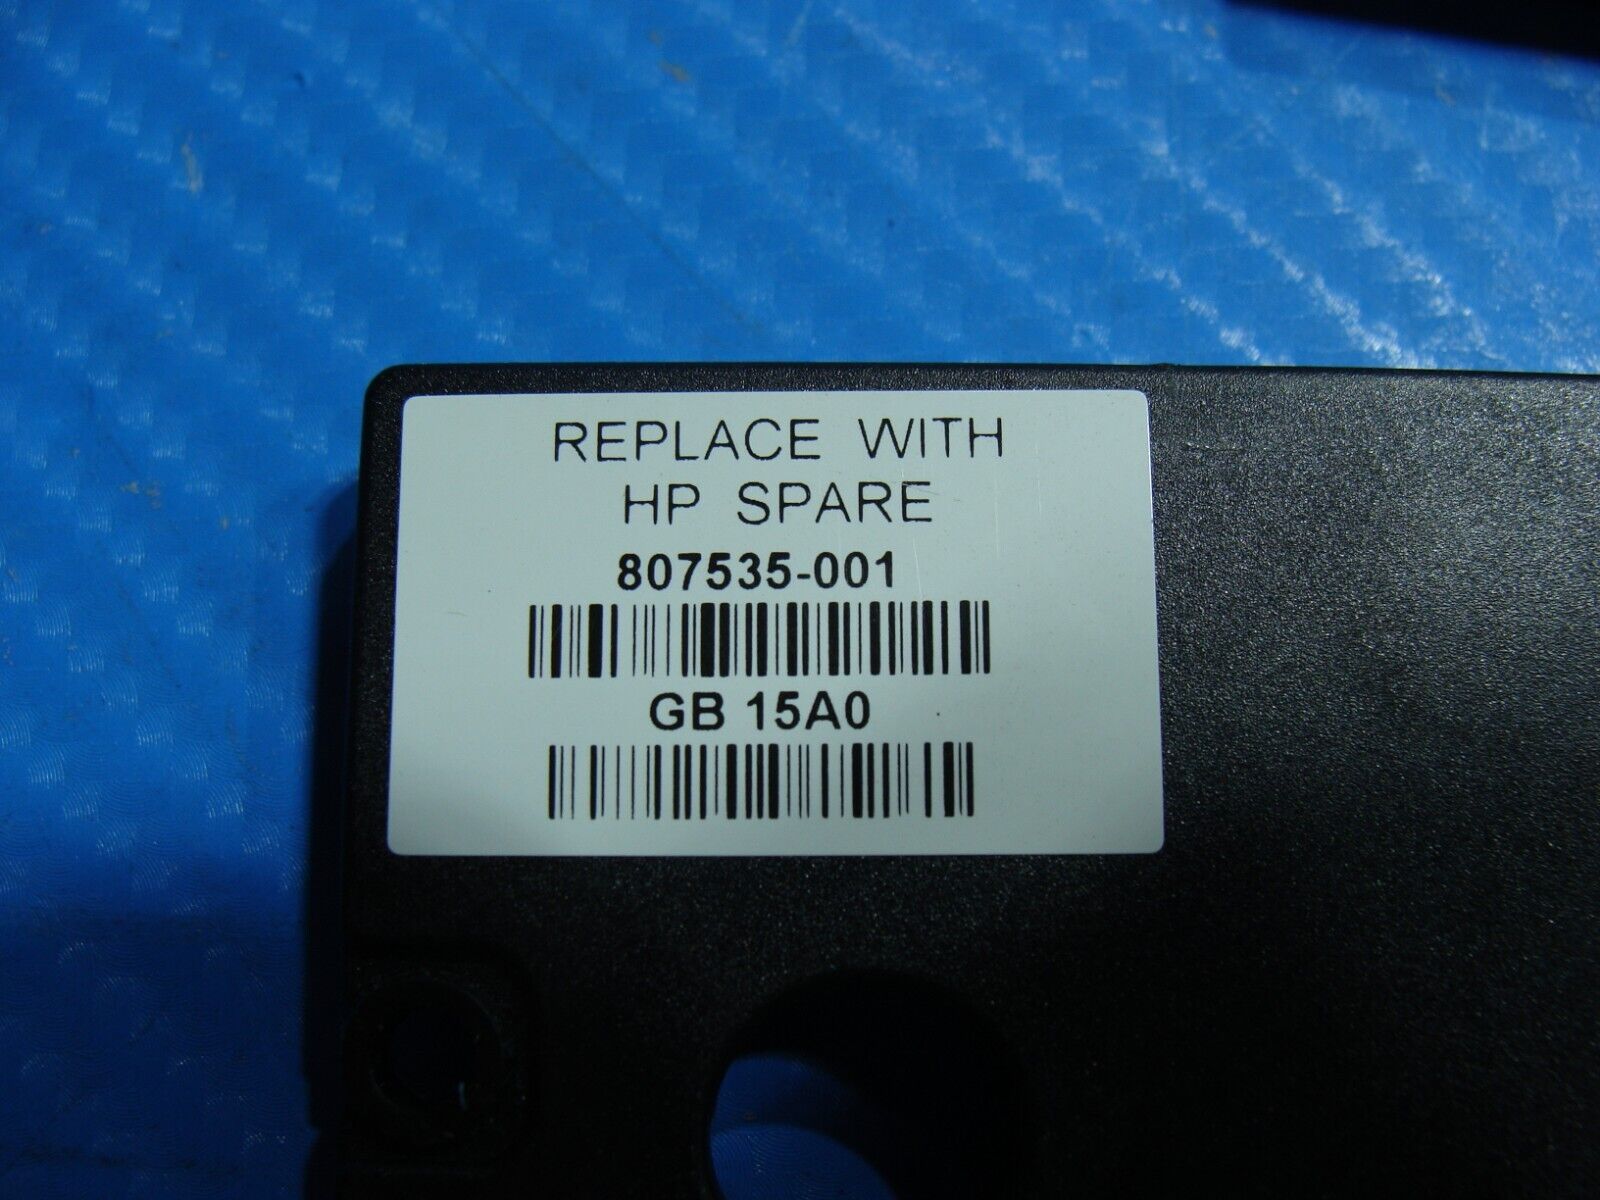 REPLACE WITH
HP SPARE
807535-001
GB 15A0